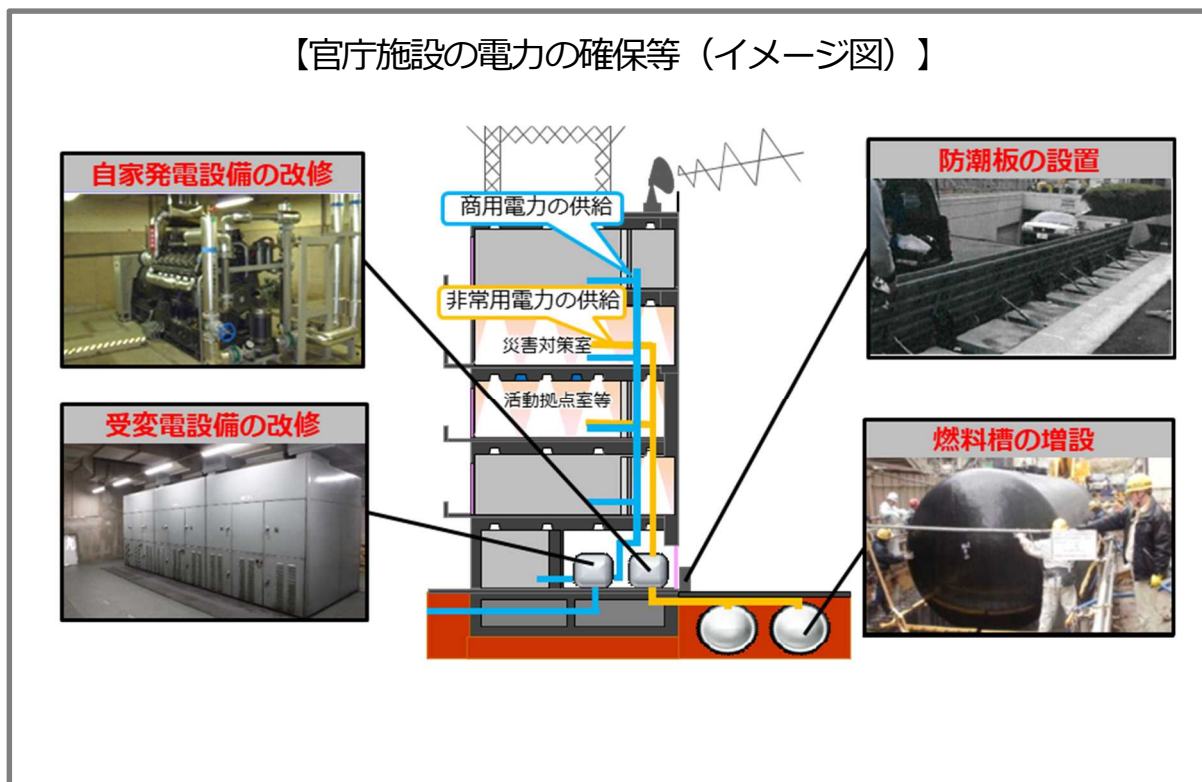 【官庁施設の電力の確保等（イメージ図）】
自家発電設備の改修
防潮板の設置
商用電力の供給
非常用電力の供給
災害対策室
活動拠点室等
受変電設備の改修
燃料槽の増設